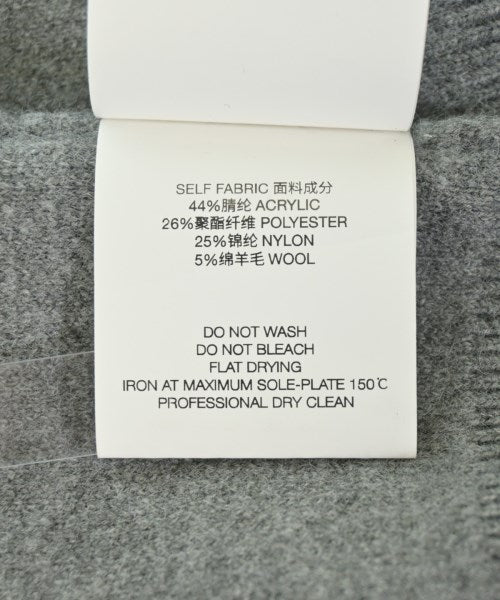 SELF FABRIC 面料成分
44%腈纶 ACRYLIC
26%聚酯纤维 POLYESTER
25%锦纶 NYLON
5%绵羊毛 WOOL
DO NOT WASH
DO NOT BLEACH
FLAT DRYING
IRON AT MAXIMUM SOLE-PLATE 150℃
PROFESSIONAL DRY CLEAN